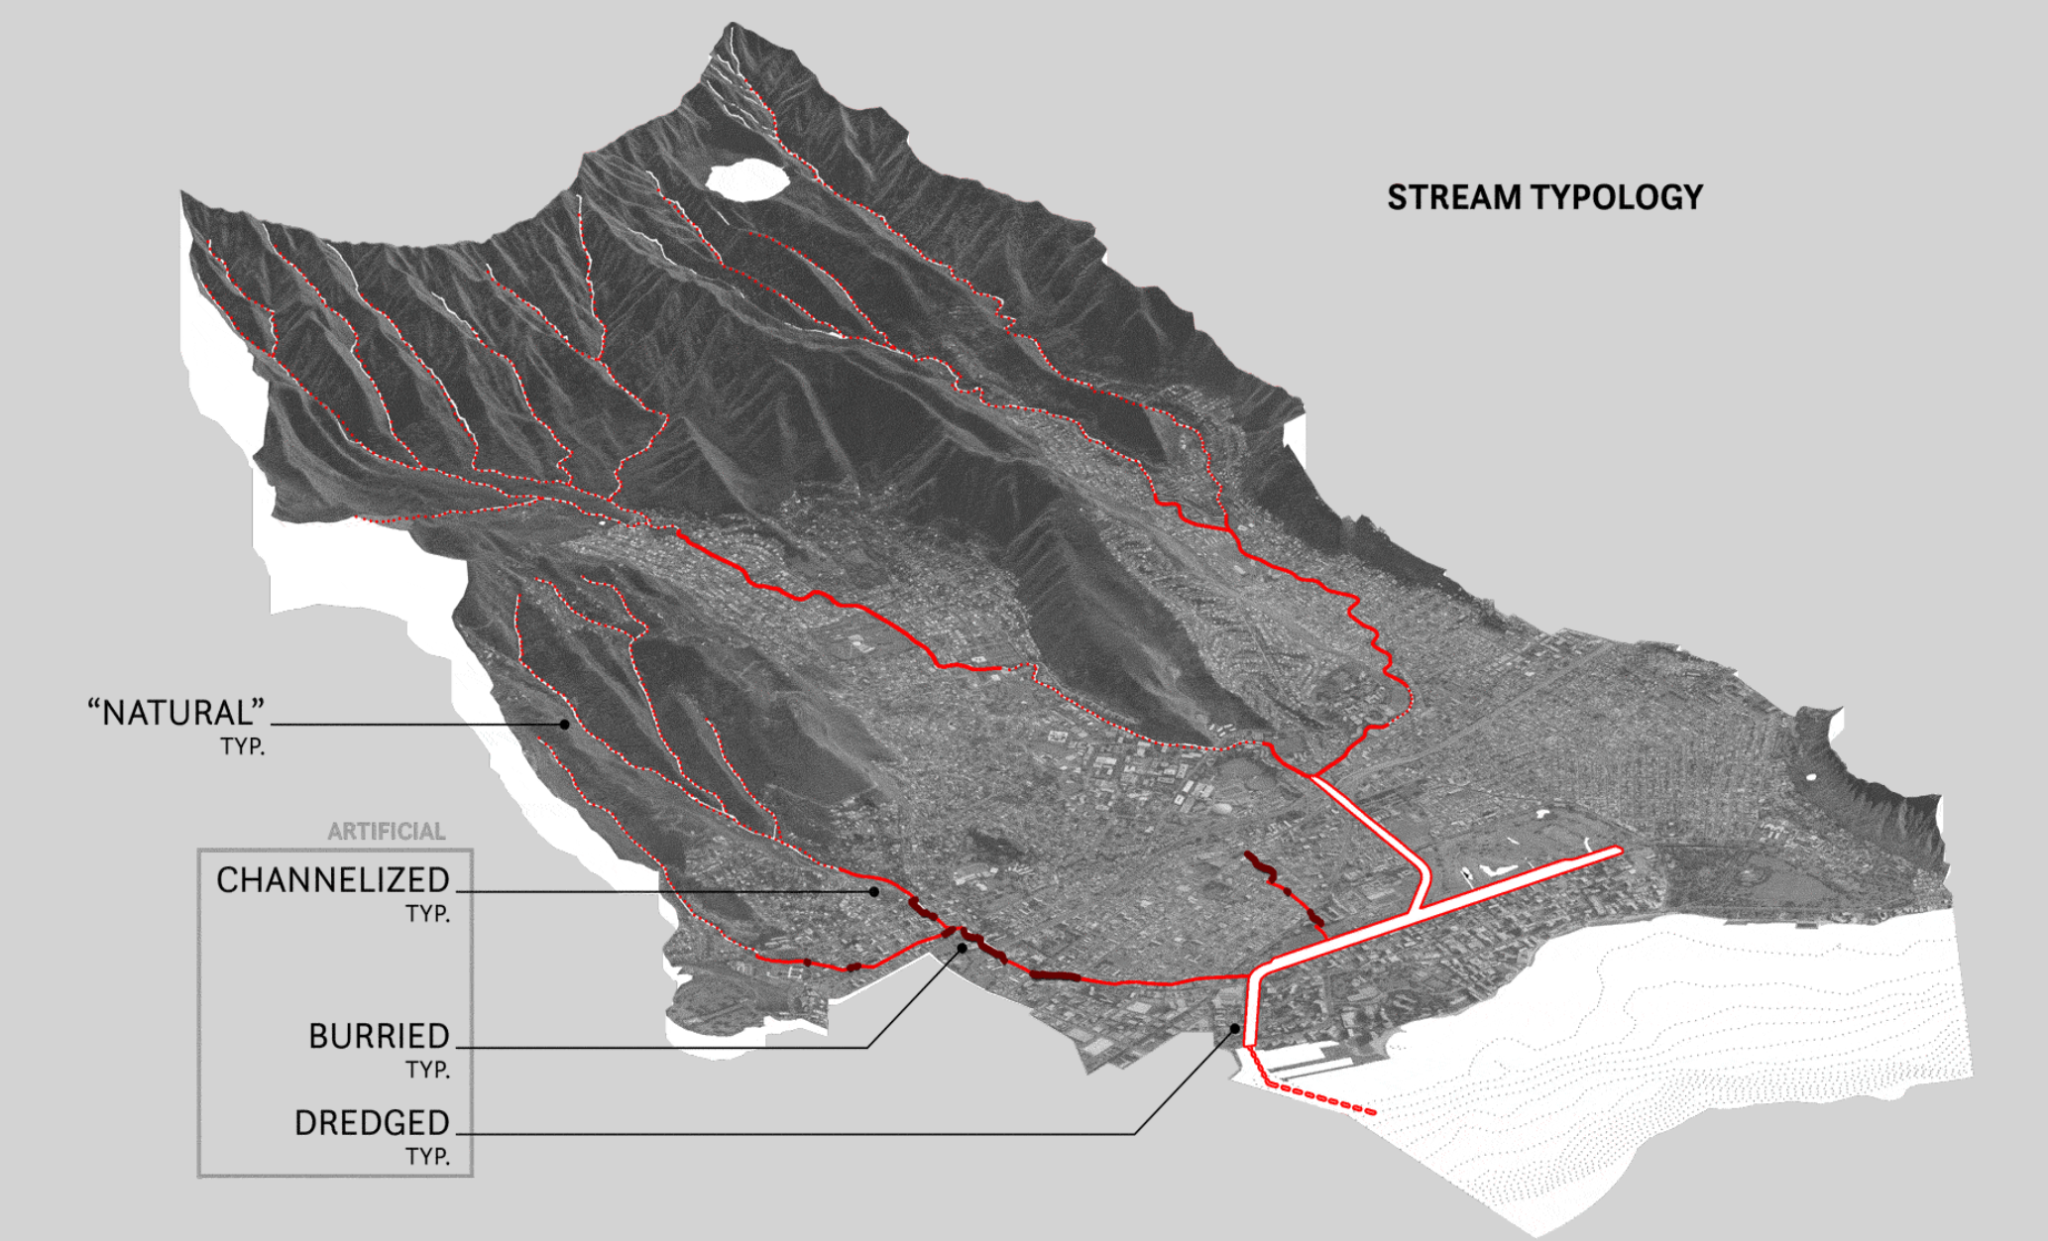 STREAM TYPOLOGY
“NATURAL”
TYP.
ARTIFICIAL
CHANNELIZED
TYP.
BURRIED
TYP.
DREDGED
TYP.